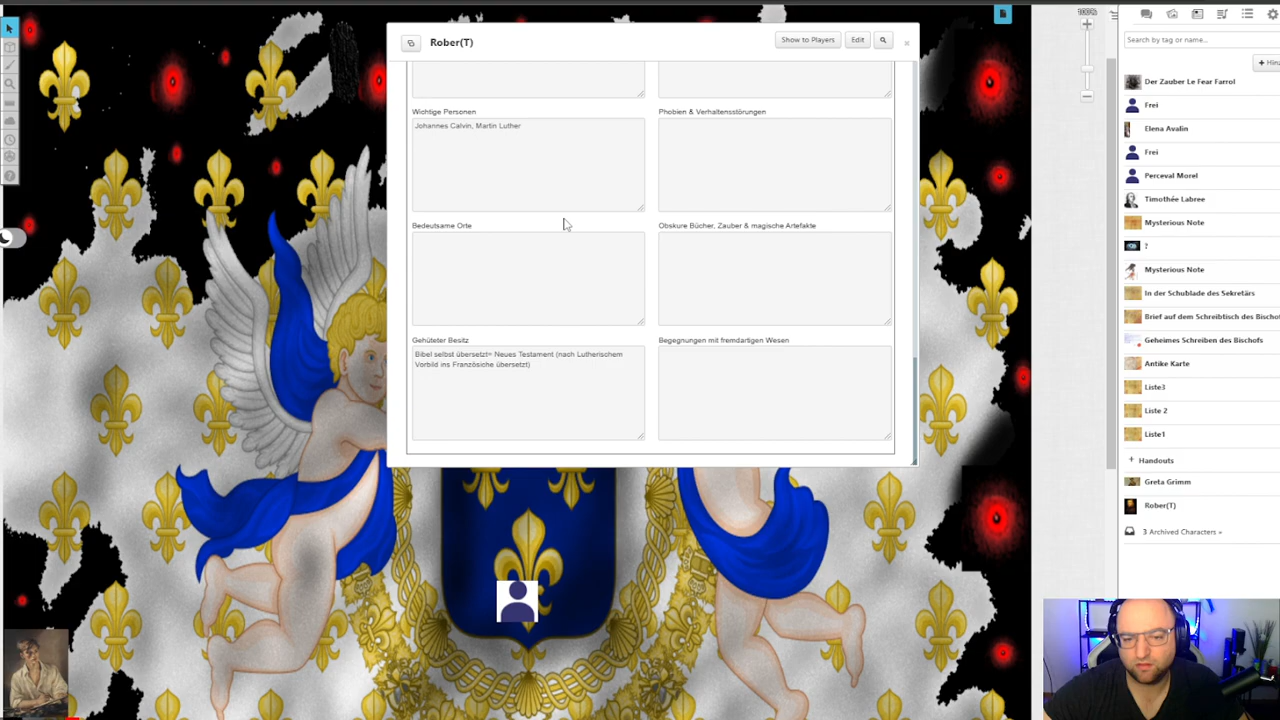 Rober(T)
Show to Players
Edit
Wichtige Personen
Johannes Calvin, Martin Luther
Phobien & Verhaltensstörungen
Bedeutsame Orte
Obskure Bücher, Zauber & magische Artefakte
Gehüteter Besitz
Bibel selbst übersetzt= Neues Testament (nach Lutherischem
Vorbild ins Französiche übersetzt)
Begegnungen mit fremdartigen Wesen
100%
Search by tag or name...
+ Hinz
Der Zauber Le Fear Farrol
Frei
Elena Avalin
Frei
Perceval Morel
Timothée Labree
Mysterious Note
?
Mysterious Note
In der Schublade des Sekretärs
Brief auf dem Schreibtisch des Bischof
Geheimes Schreiben des Bischofs
Antike Karte
Liste3
Liste 2
Liste1
+ Handouts
Greta Grimm
Rober(T)
3 Archived Characters